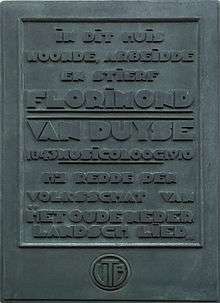 IN DIT HUIS
WOONDE, ARBEIDDE
EN STIERF
FLORIMOND
VAN DUYSE
1843 MUSICOLOOG 1910
HIJ REDDE DEN
VOLKSSCHAT VAN
HET OUDE NEDER
LANDSCH LIED
VTB